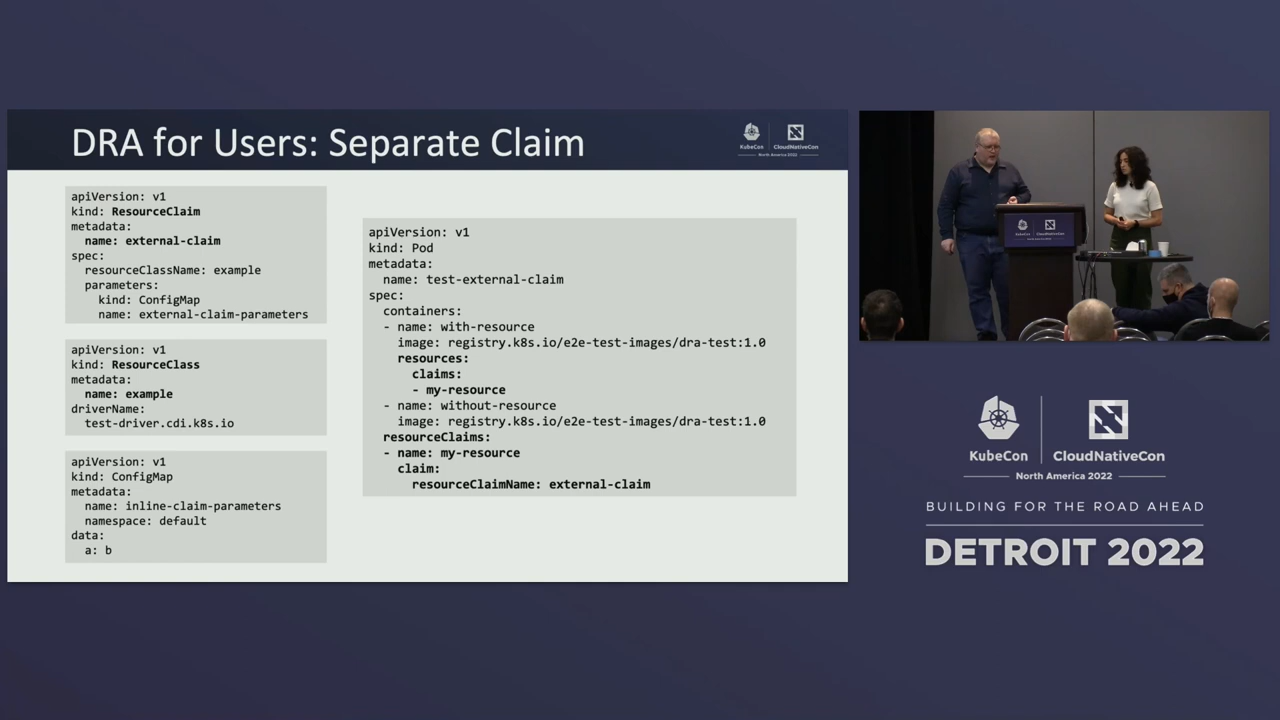 DRA for Users: Separate Claim
KubeCon
CloudNativeCon
North America 2022
apiVersion: v1
kind: ResourceClaim
metadata:
  name: external-claim
spec:
  resourceClassName: example
  parameters:
    kind: ConfigMap
    name: external-claim-parameters
apiVersion: v1
kind: ResourceClass
metadata:
  name: example
driverName:
  test-driver.cdi.k8s.io
apiVersion: v1
kind: ConfigMap
metadata:
  name: inline-claim-parameters
  namespace: default
data:
  a: b
apiVersion: v1
kind: Pod
metadata:
  name: test-external-claim
spec:
  containers:
  - name: with-resource
    image: registry.k8s.io/e2e-test-images/dra-test:1.0
    resources:
      claims:
      - my-resource
  - name: without-resource
    image: registry.k8s.io/e2e-test-images/dra-test:1.0
  resourceClaims:
  - name: my-resource
    claim:
      resourceClaimName: external-claim
KubeCon
CloudNativeCon
KubeCon
CloudNativeCon
North America 2022
BUILDING FOR THE ROAD AHEAD
DETROIT 2022